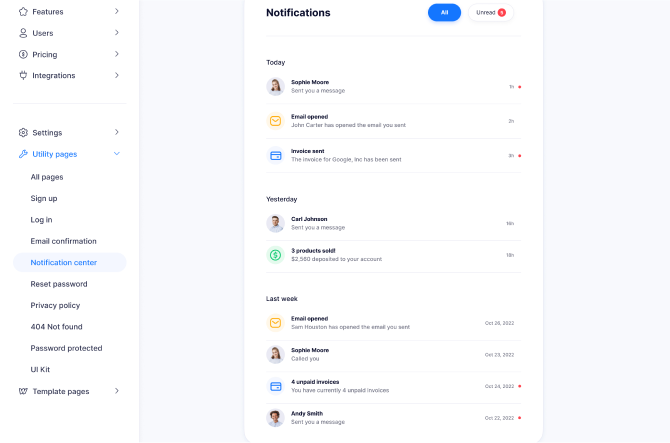 Features
Users
Pricing
Integrations
Settings
Utility pages
All pages
Sign up
Log in
Email confirmation
Notification center
Reset password
Privacy policy
404 Not found
Password protected
UI Kit
Template pages
Notifications
All
Unread
Today
Sophie Moore
1h
Sent you a message
Email opened
John Carter has opened the email you sent
Invoice sent
The invoice for Google, Inc has been sent
Yesterday
Carl Johnson
Sent you a message
3 products sold!
$2,560 deposited to your account
Last week
Email opened
Oct 26, 2022
Sam Houston has opened the email you sent
Sophie Moore
Oct 23, 2022
Called you
4 unpaid invoices
Oct 24, 2022
You have currently 4 unpaid invoices
Andy Smith
Oct 22, 2022
Sent you a message